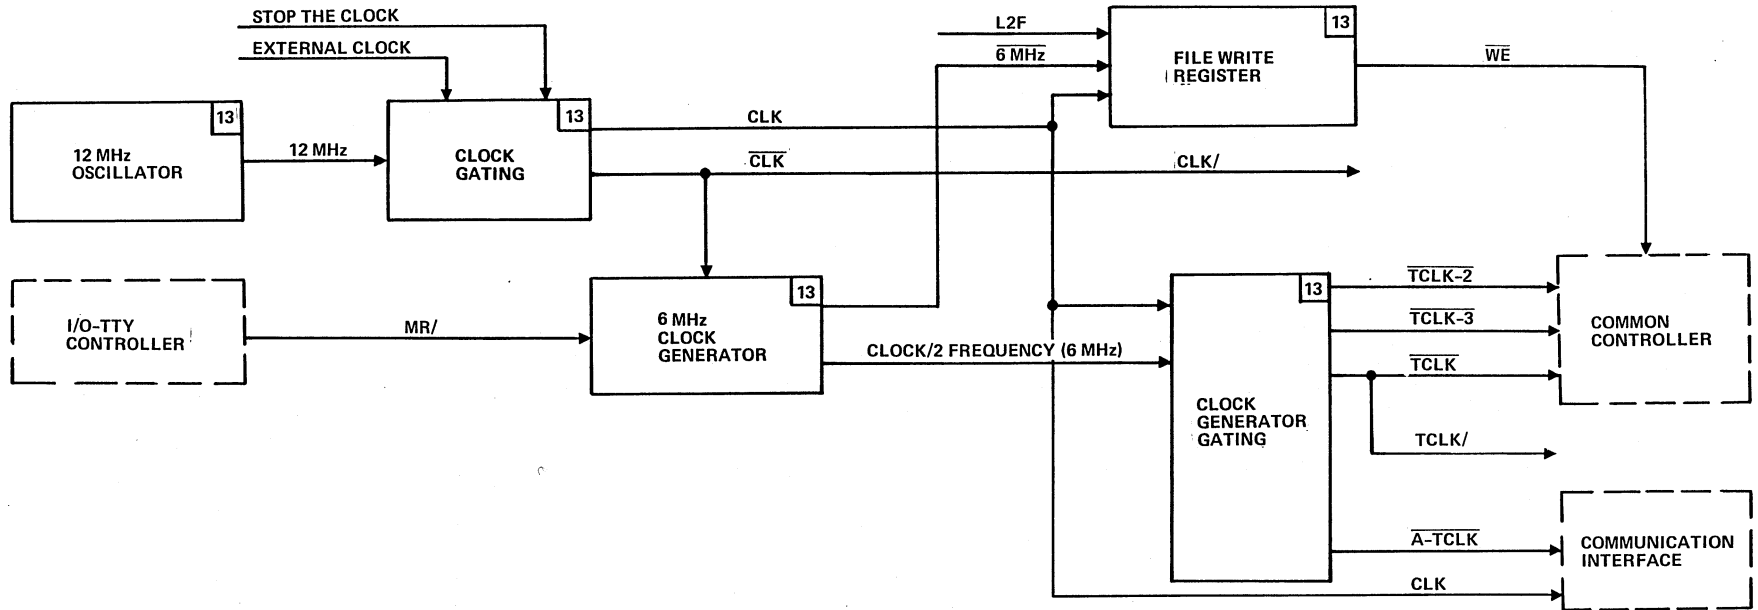 STOP THE CLOCK
EXTERNAL CLOCK
L2F
6 MHz
13
FILE WRITE
REGISTER
WE
13
12 MHz
OSCILLATOR
12 MHz
13
CLOCK
GATING
CLK
CLK
CLK/
I/O-TTY
CONTROLLER
MR/
13
6 MHz
CLOCK
GENERATOR
CLOCK/2 FREQUENCY (6 MHz)
13
CLOCK
GENERATOR
GATING
TCLK-2
TCLK-3
TCLK
TCLK/
COMMON
CONTROLLER
A-TCLK
CLK
COMMUNICATION
INTERFACE